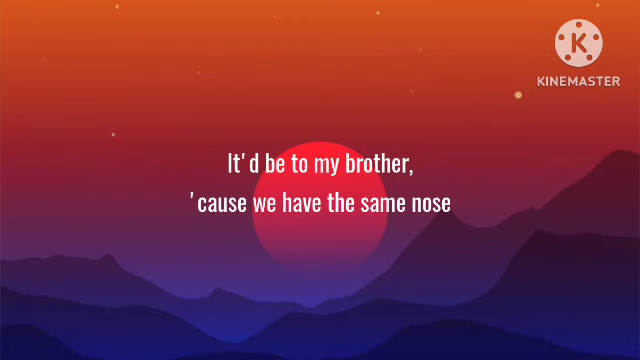 KINEMASTER
It'd be to my brother,
'cause we have the same nose